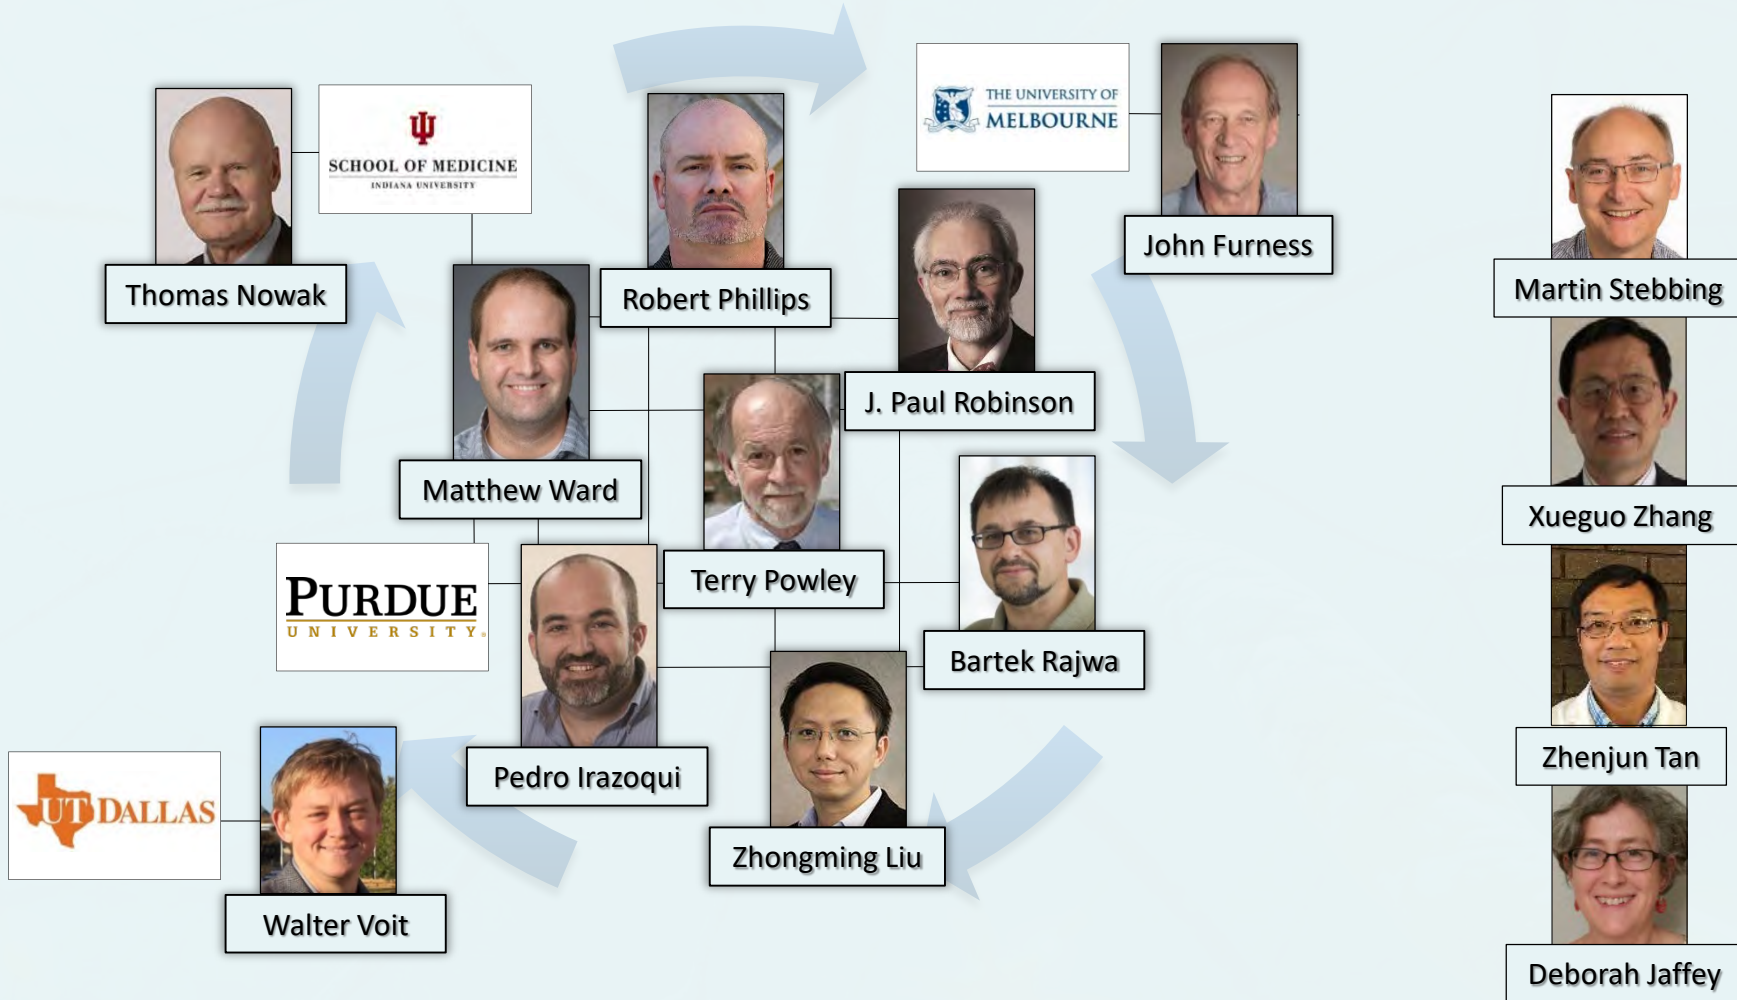 THE UNIVERSITY OF
MELBOURNE
SCHOOL OF MEDICINE
INDIANA UNIVERSITY
John Furness
Thomas Nowak
Robert Phillips
Martin Stebbing
J. Paul Robinson
Matthew Ward
Xueguo Zhang
Terry Powley
PURDUE
UNIVERSITY
Bartek Rajwa
Pedro Irazoqui
Zhenjun Tan
UT DALLAS
Zhongming Liu
Walter Voit
Deborah Jaffey